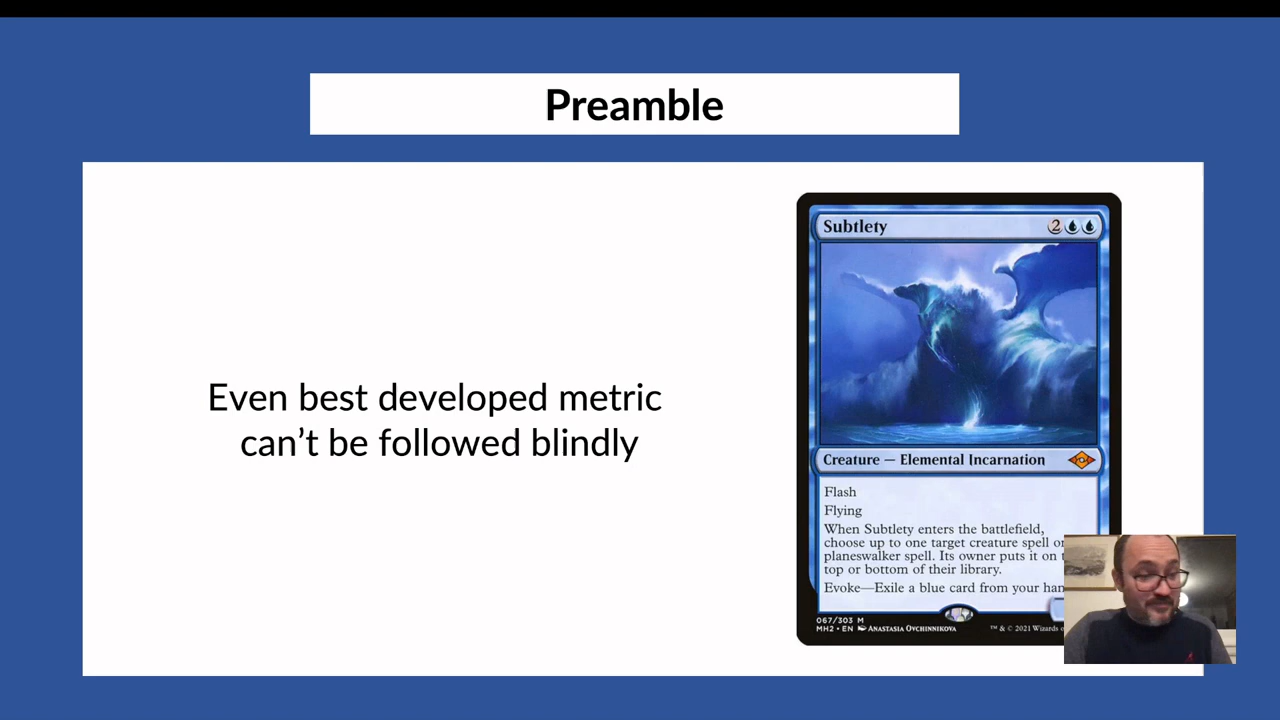 Preamble
Even best developed metric
can't be followed blindly
Subtlety
2
Creature — Elemental Incarnation
Flash
Flying
When Subtlety enters the battlefield,
choose up to one target creature spell or
planeswalker spell. Its owner puts it on
top or bottom of their library.
Evoke—Exile a blue card from your
067/303 M
MH2 • EN ANASTASIA OVCHINNIKOVA
™ & © 2021 Wizards